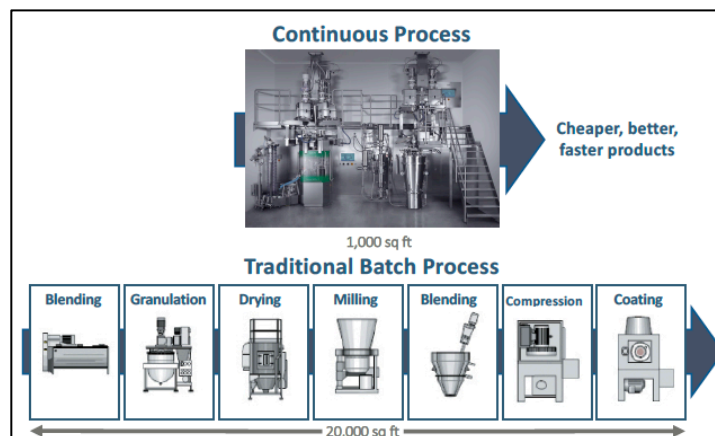 Continuous Process
Cheaper, better,
faster products
1,000 sq ft
Traditional Batch Process
Blending
Granulation
Drying
Milling
Blending
Compression
Coating
20,000 sq ft